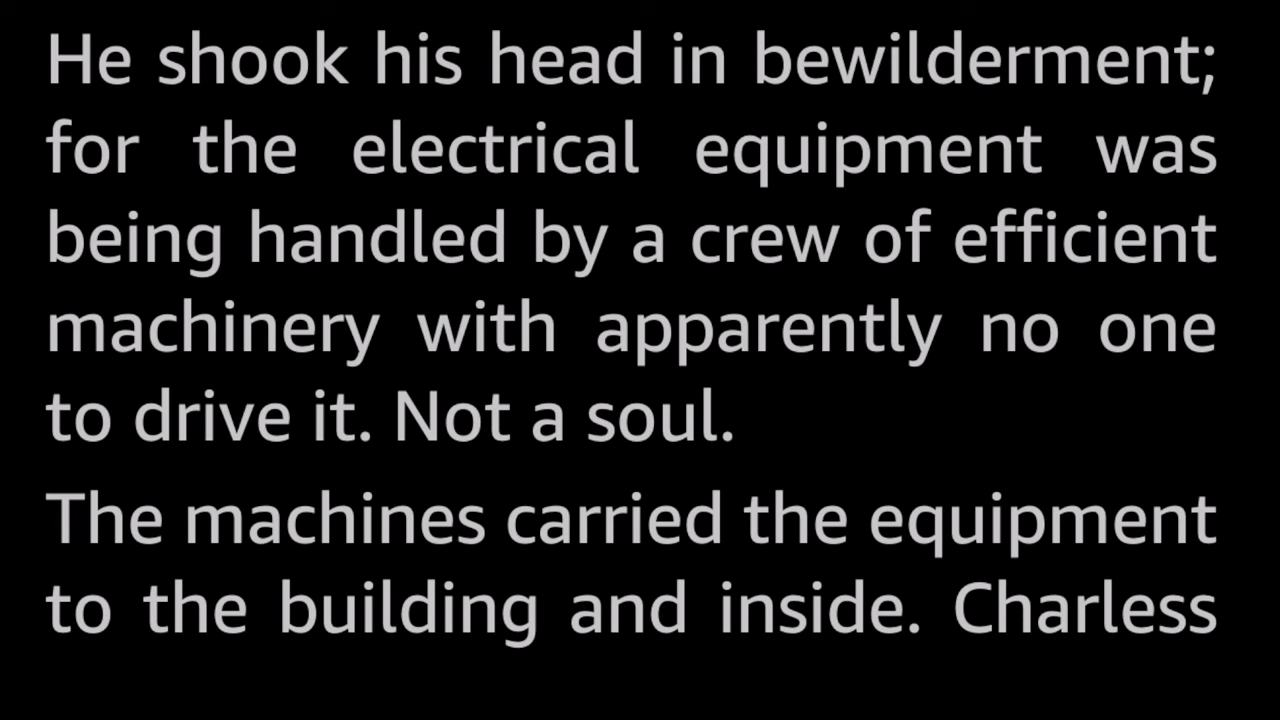 He shook his head in bewilderment;
for the electrical equipment was
being handled by a crew of efficient
machinery with apparently no one
to drive it. Not a soul.
The machines carried the equipment
to the building and inside. Charless